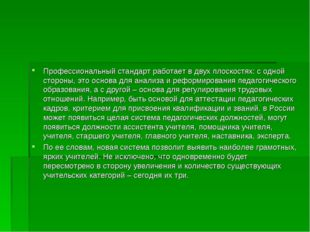 Профессиональный стандарт работает в двух плоскостях: с одной
стороны, это основа для анализа и реформирования педагогического
образования, а с другой – основа для регулирования трудовых
отношений. Например, быть основой для аттестации педагогических
кадров, критерием для присвоения квалификации и званий. в России
может появиться целая система педагогических должностей, могут
появиться должности ассистента учителя, помощника учителя,
учителя, старшего учителя, главного учителя, наставника, эксперта.
По ее словам, новая система позволит выявить наиболее грамотных,
ярких учителей. Не исключено, что одновременно будет
пересмотрено в сторону увеличения и количество существующих
учительских категорий – сегодня их три.